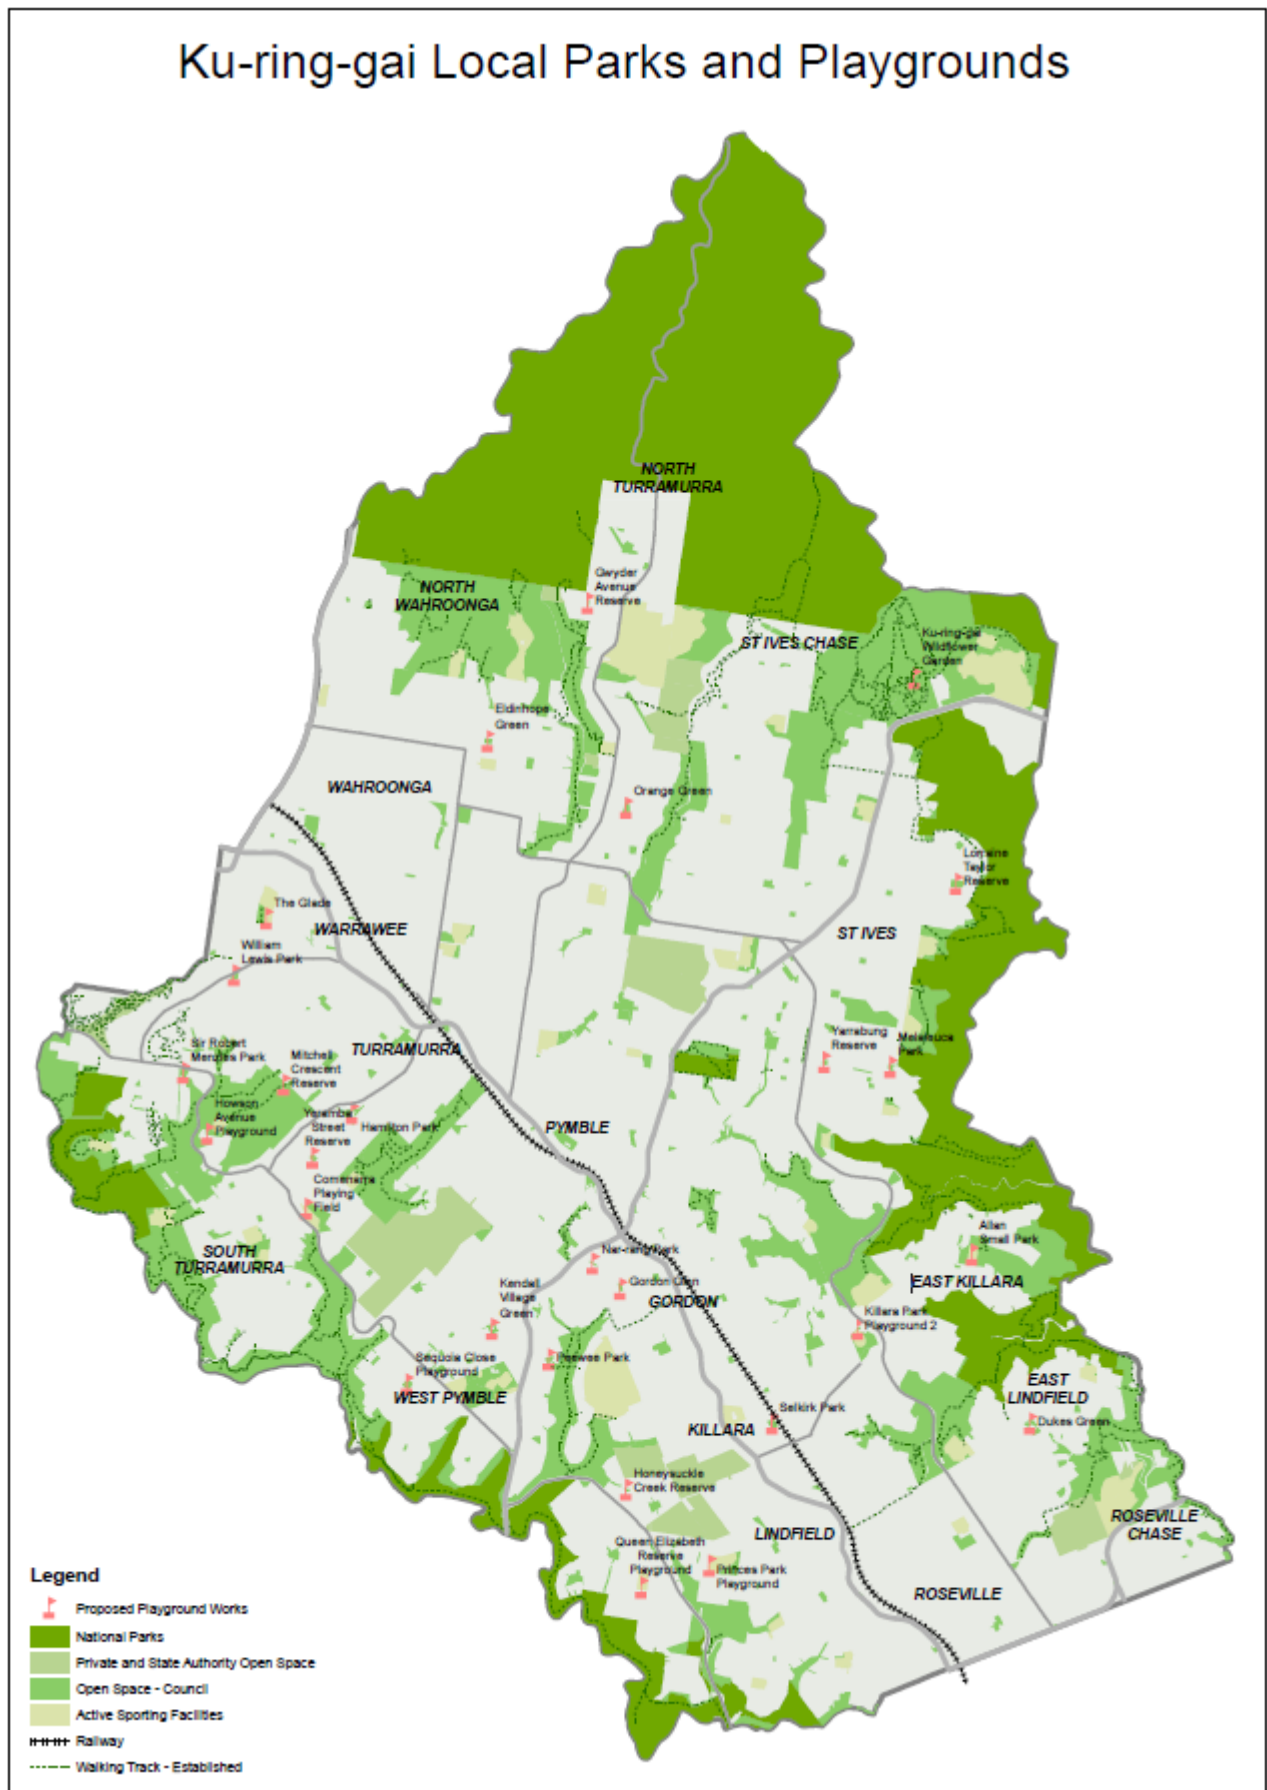 Ku-ring-gai Local Parks and Playgrounds
NORTH
TURRAMURRA
Gwyder
Avenue
Reserve
NORTH
WAHROONGA
ST IVES CHASE
Ku-ring-gai
Wildflower
Garden
Eldinhope
Green
WAHROONGA
Orange Green
Lorraine
Taylor
Reserve
The Glade
WARRAWEE
ST IVES
William
Lewis Park
Sir Robert
Menzies Park
Mitchell
Crescent
Reserve
TURRAMURRA
Yarrabung
Reserve
Melaleuca
Park
Howson
Avenue
Playground
Yeramba
Street
Reserve
Hamilton Park
PYMBLE
Comenarra
Playing
Field
SOUTH
TURRAMURRA
Allan
Small Park
Nar-rang Park
Kendall
Village
Green
Gordon Glen
GORDON
EAST KILLARA
Killara Park
Playground 2
Sequoia Close
Playground
Peewee Park
WEST PYMBLE
EAST
LINDFIELD
Dukes Green
Selkirk Park
KILLARA
Honeysuckle
Creek Reserve
LINDFIELD
ROSEVILLE
CHASE
Queen Elizabeth
Reserve
Playground
Princes Park
Playground
ROSEVILLE
Legend
Proposed Playground Works
National Parks
Private and State Authority Open Space
Open Space - Council
Active Sporting Facilities
Railway
Walking Track - Established